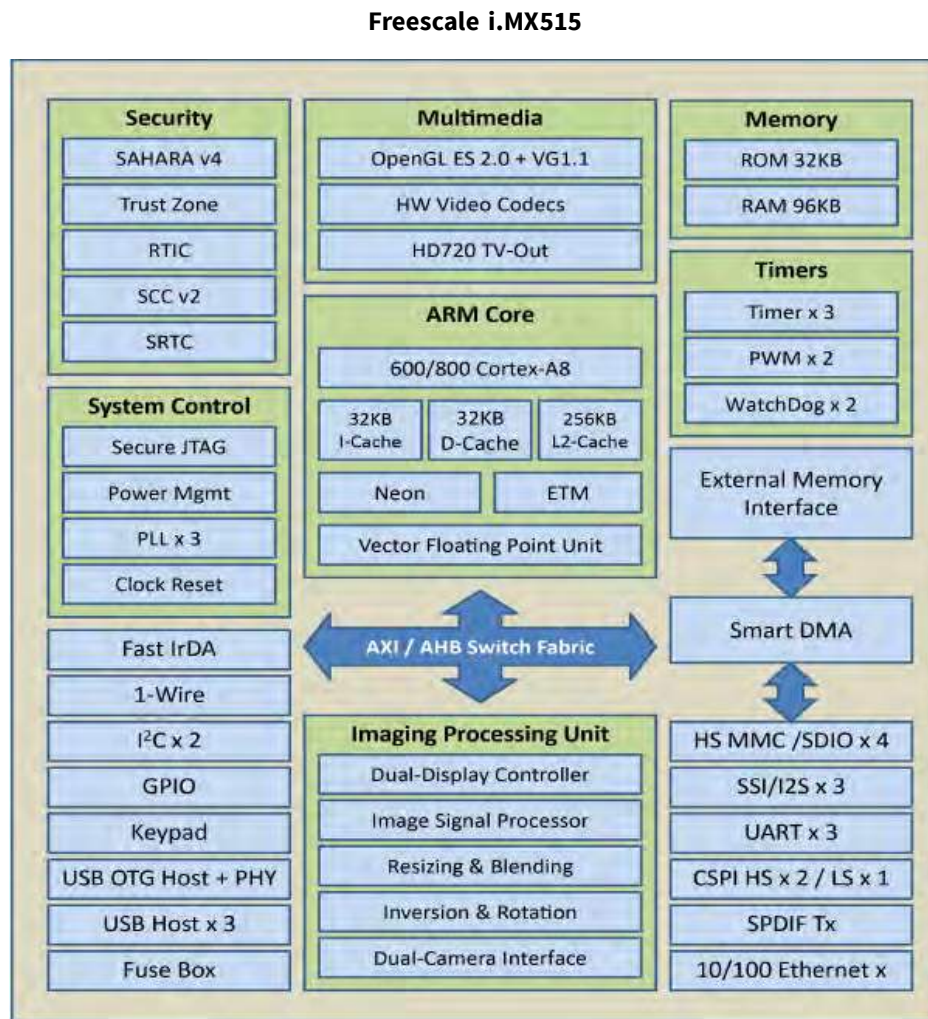 Freescale i.MX515
Security
SAHARA v4
Trust Zone
RTIC
SCC v2
SRTC
System Control
Secure JTAG
Power Mgmt
PLL x 3
Clock Reset
Fast IrDA
1-Wire
I²C x 2
GPIO
Keypad
USB OTG Host + PHY
USB Host x 3
Fuse Box
Multimedia
OpenGL ES 2.0 + VG1.1
HW Video Codecs
HD720 TV-Out
ARM Core
600/800 Cortex-A8
32KB
I-Cache
32KB
D-Cache
256KB
L2-Cache
Neon
ETM
Vector Floating Point Unit
AXI / AHB Switch Fabric
Imaging Processing Unit
Dual-Display Controller
Image Signal Processor
Resizing & Blending
Inversion & Rotation
Dual-Camera Interface
Memory
ROM 32KB
RAM 96KB
Timers
Timer x 3
PWM x 2
WatchDog x 2
External Memory
Interface
Smart DMA
HS MMC /SDIO x 4
SSI/I2S x 3
UART x 3
CSPI HS x 2 / LS x 1
SPDIF Tx
10/100 Ethernet x